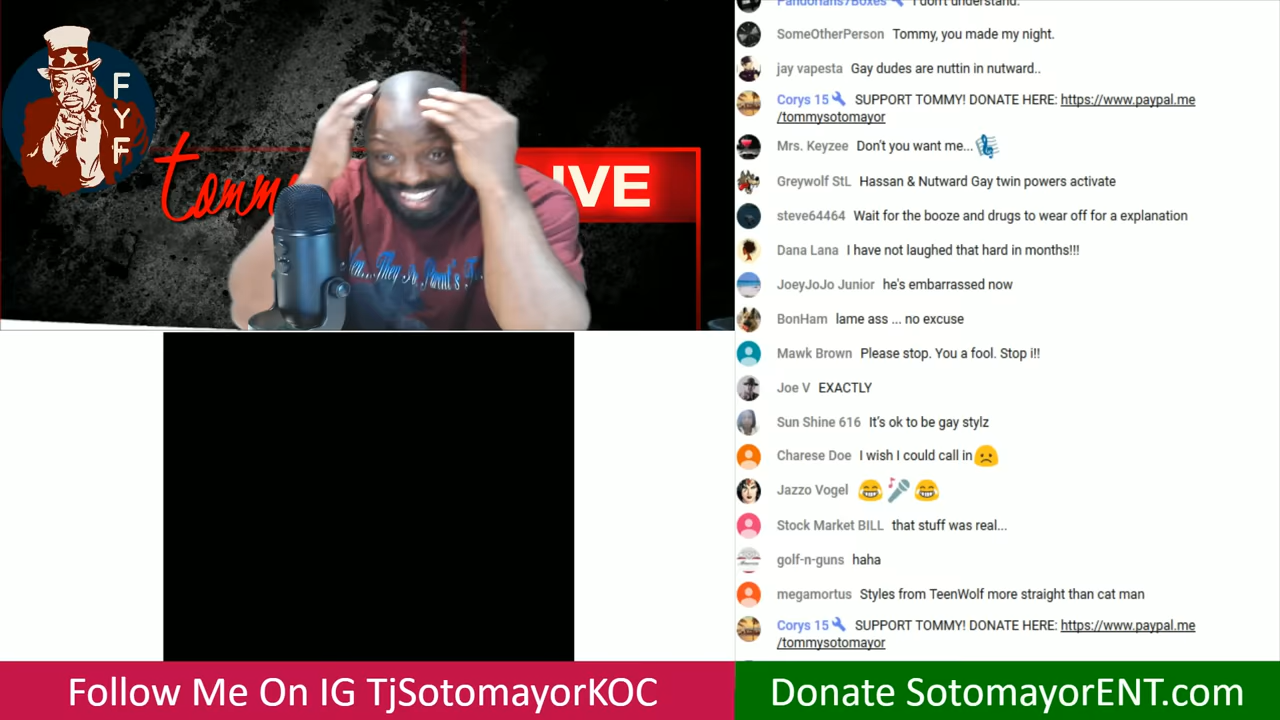 F
Y
F
tomm
IVE
Follow Me On IG TjSotomayorKOC
PandorianS7Boxes I don't understand.
SomeOtherPerson Tommy, you made my night.
jay vapesta Gay dudes are nuttin in nutward..
Corys 15 SUPPORT TOMMY! DONATE HERE: https://www.paypal.me
/tommysotomayor
Mrs. Keyzee Don't you want me...
Greywolf StL Hassan & Nutward Gay twin powers activate
steve64464 Wait for the booze and drugs to wear off for a explanation
Dana Lana I have not laughed that hard in months!!!
JoeyJoJo Junior he's embarrassed now
BonHam lame ass ... no excuse
Mawk Brown Please stop. You a fool. Stop i!!
Joe V EXACTLY
Sun Shine 616 It's ok to be gay stylz
Charese Doe I wish I could call in
Jazzo Vogel
Stock Market BILL that stuff was real...
golf-n-guns haha
megamortus Styles from TeenWolf more straight than cat man
Corys 15 SUPPORT TOMMY! DONATE HERE: https://www.paypal.me
/tommysotomayor
Donate SotomayorENT.com